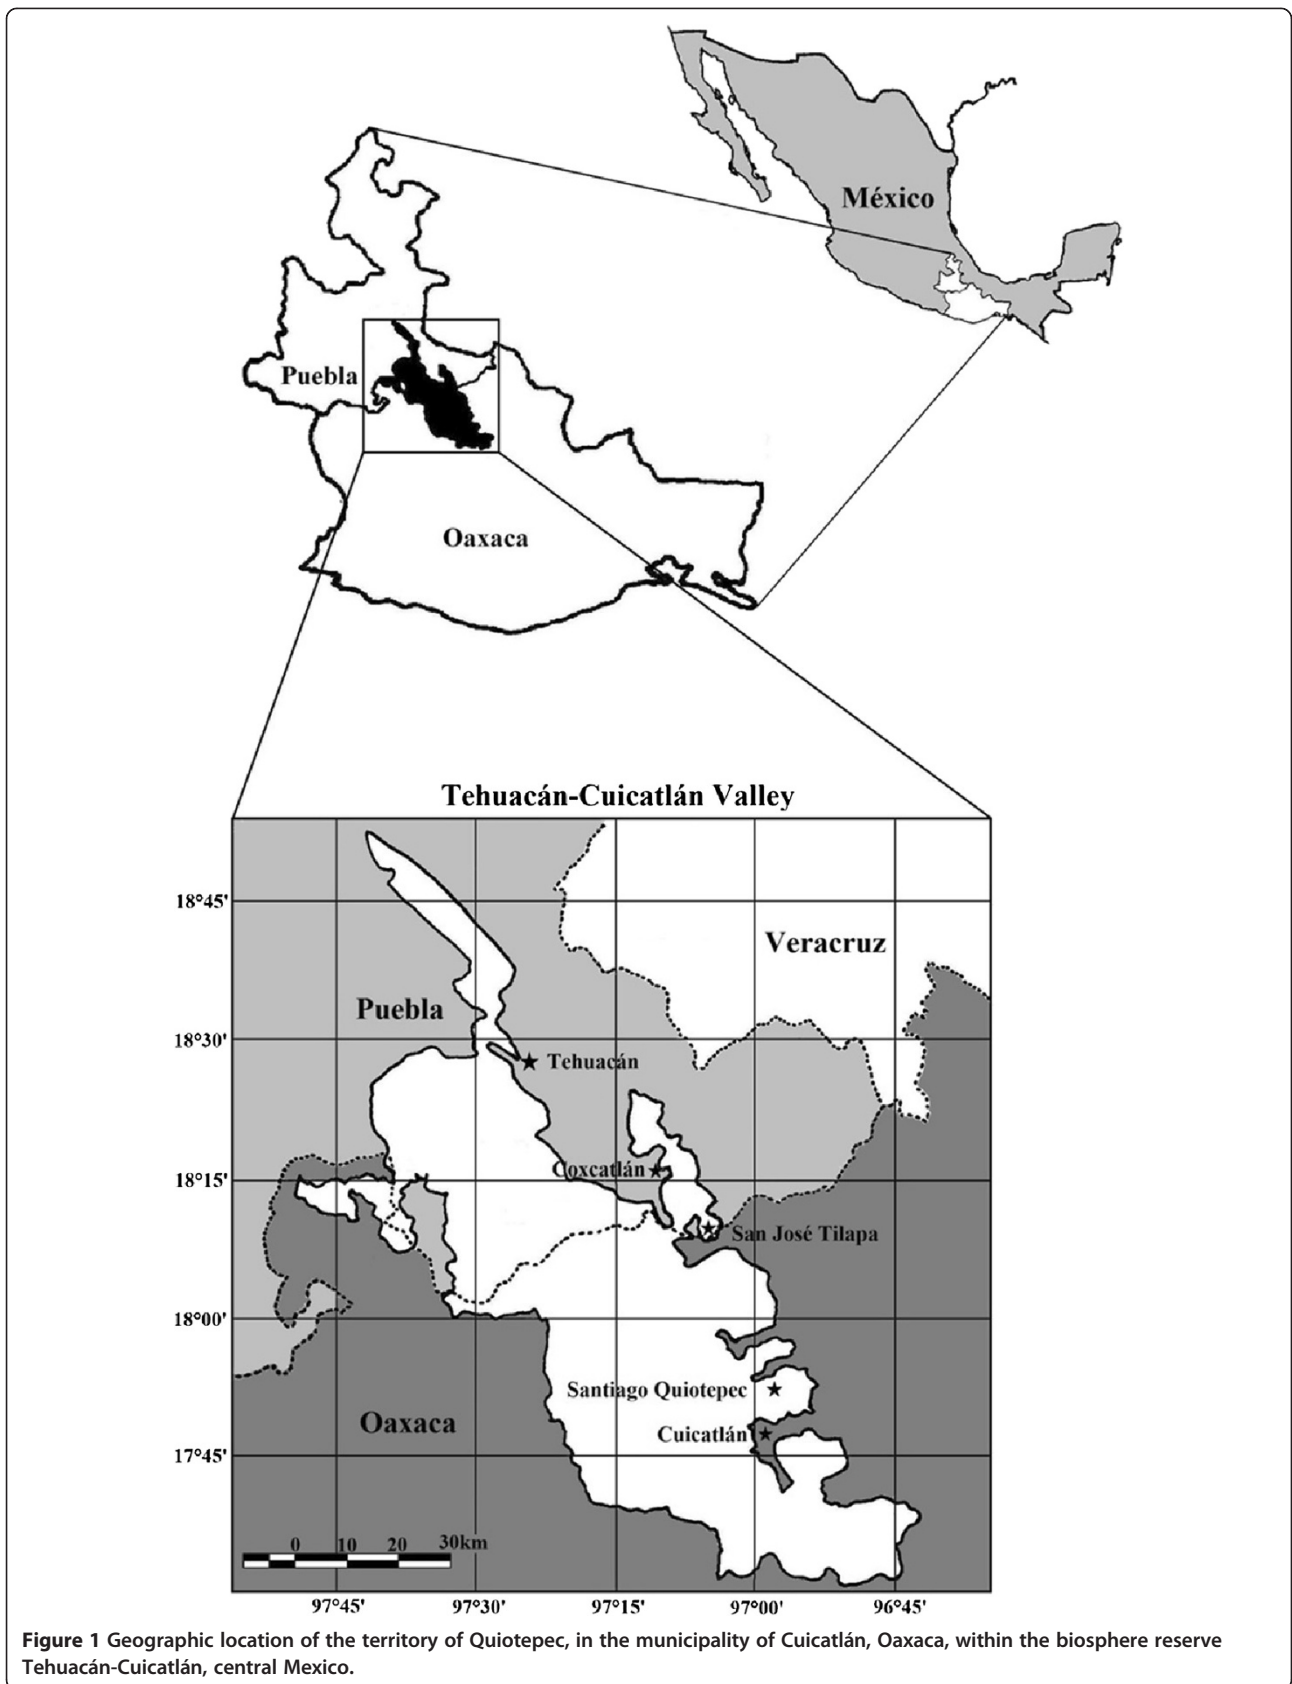 México
Puebla
Oaxaca
Tehuacán-Cuicatlán Valley
18°45'
Veracruz
Puebla
18°30'
Tehuacán
Coxcatlán
18°15'
San José Tilapa
18°00'
Santiago Quiotepec
Oaxaca
Cuicatlán
17°45'
0 10 20 30km
97°45' 97°30' 97°15' 97°00' 96°45'
Figure 1 Geographic location of the territory of Quiotepec, in the municipality of Cuicatlán, Oaxaca, within the biosphere reserve
Tehuacán-Cuicatlán, central Mexico.